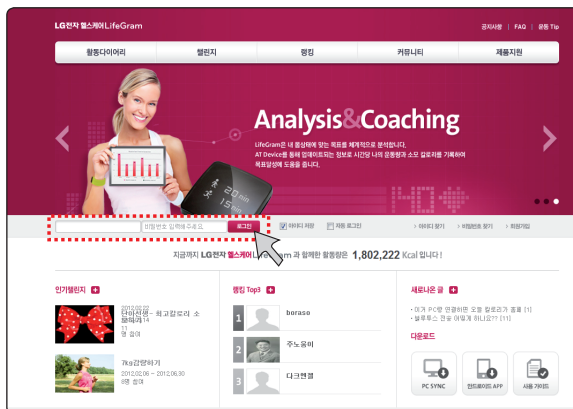 LG전자 헬스케어 LifeGram
공지사항 | FAQ | 운동 Tip
활동다이어리 챌린지 랭킹 커뮤니티 제품지원
Analysis&Coaching
LifeGram은 내 몸상태에 맞는 목표를 체계적으로 분석합니다.
AT Device를 통해 업데이트되는 정보로 시간당 나의 운동량과 소모 칼로리를 기록하여
목표달성에 도움을 줍니다.
20 min
15 min
비밀번호 입력해주세요. 로그인 아이디 저장 자동 로그인 > 아이디 찾기 > 비밀번호 찾기 > 회원가입
지금까지 LG전자 헬스케어 LifeGram 과 함께한 활동량은 1,802,222 Kcal 입니다!
인기챌린지
2012.02.22
단이선생- 최고칼로리 소
11
명 참여
7kg감량하기
2012.02.06 ~ 2012.06.30
8명 참여
랭킹 Top3
1 boraso
2 주노몽이
3 다크엔젤
새로나온 글
· 여기 PC랑 연결하면 오늘 칼로리가 올패 [1]
· 블루투스 전송 어떻게 하나요?? [11]
다운로드
PC SYNC
안드로이드 APP
사용 가이드